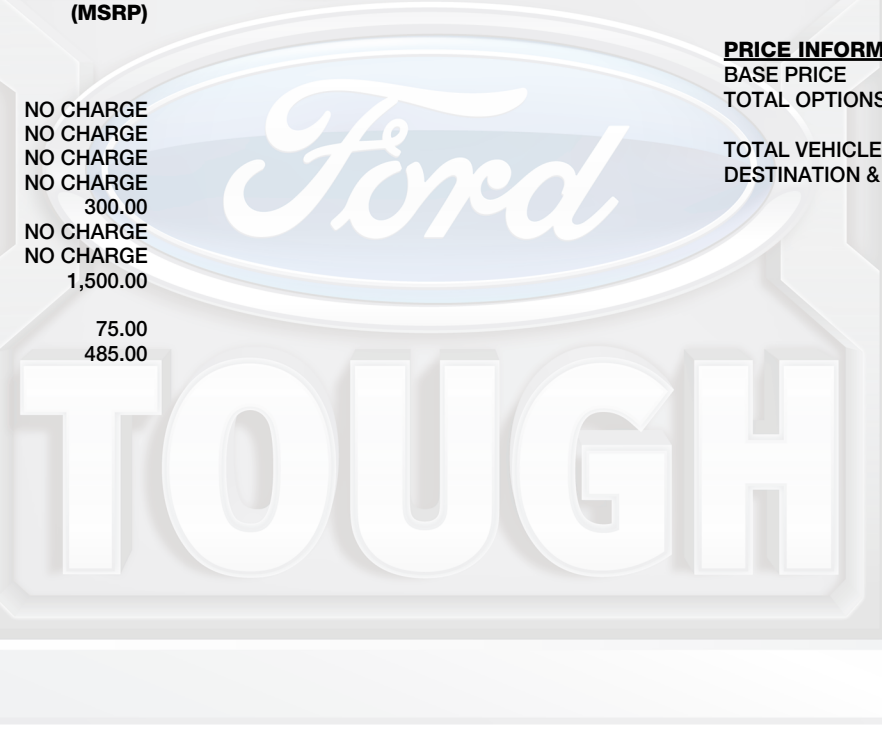 (MSRP)
NO CHARGE
NO CHARGE
NO CHARGE
NO CHARGE
300.00
NO CHARGE
NO CHARGE
1,500.00
75.00
485.00
PRICE INFORM
BASE PRICE
TOTAL OPTIONS
TOTAL VEHICLE
DESTINATION &
Ford
TOUGH